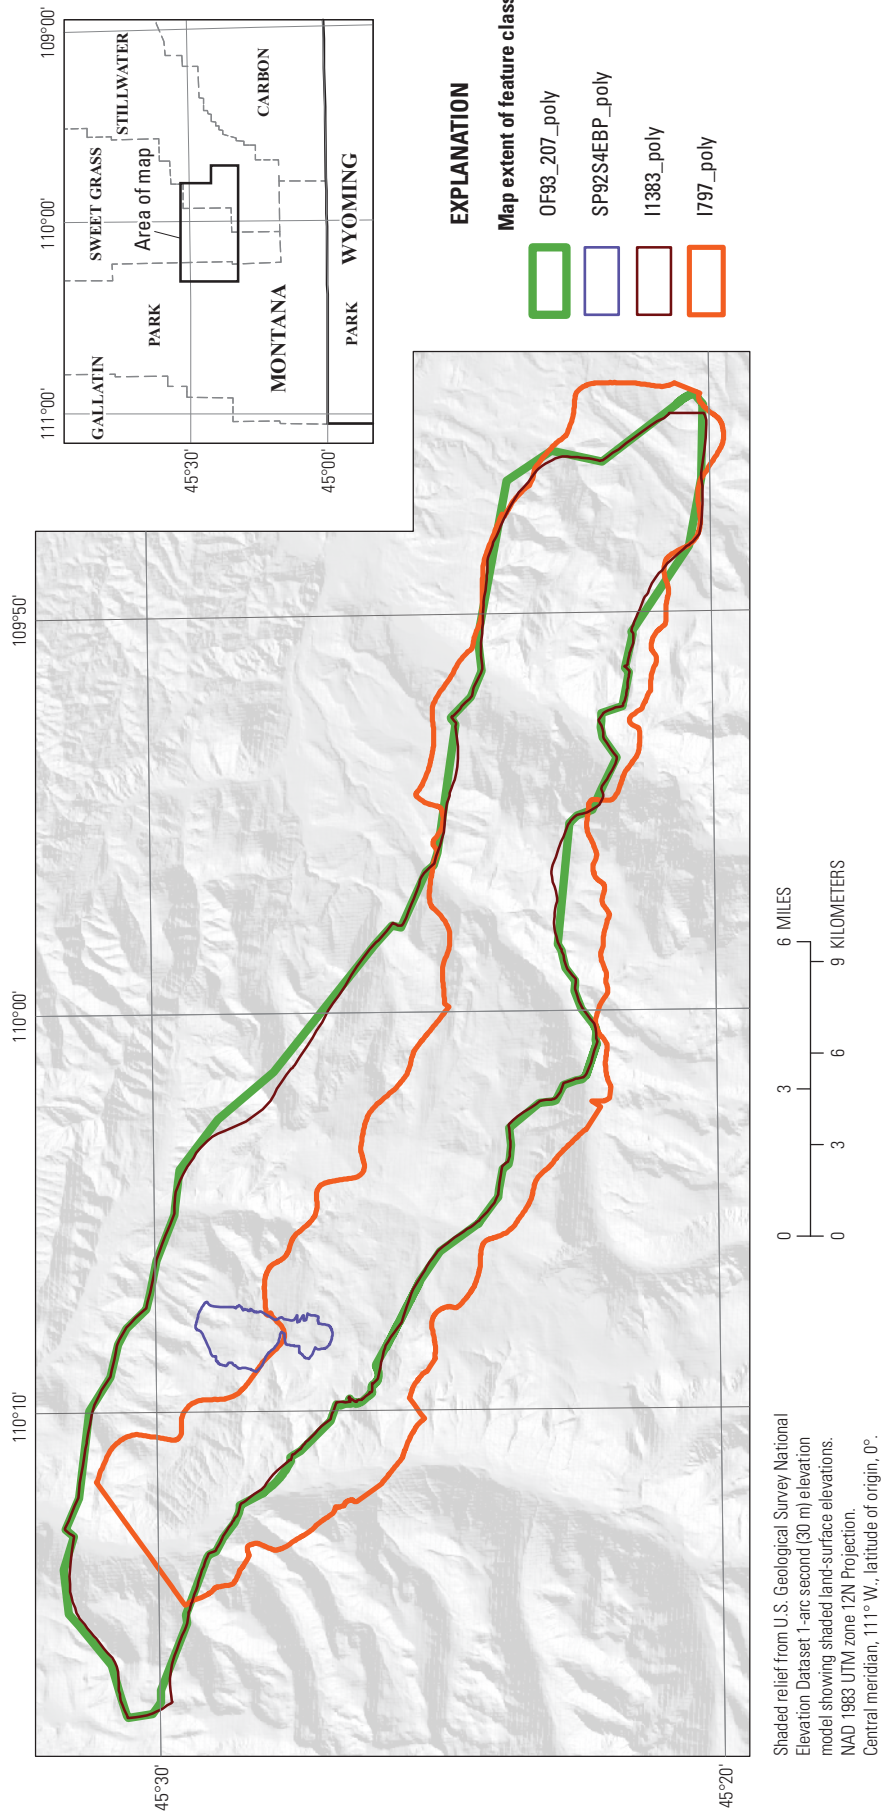 111°00'
110°00'
109°00'
GALLATIN
SWEET GRASS
STILLWATER
PARK
Area of map
CARBON
45°30'
MONTANA
45°00'
PARK
WYOMING
110°10'
110°00'
109°50'
45°30'
45°20'
EXPLANATION
Map extent of feature clas
OF93_207_poly
SP92S4EBP_poly
I1383_poly
I797_poly
0
3
6 MILES
0
3
6
9 KILOMETERS
Shaded relief from U.S. Geological Survey National
Elevation Dataset 1-arc second (30 m) elevation
model showing shaded land-surface elevations.
NAD 1983 UTM zone 12N Projection.
Central meridian, 111° W., latitude of origin, 0°.